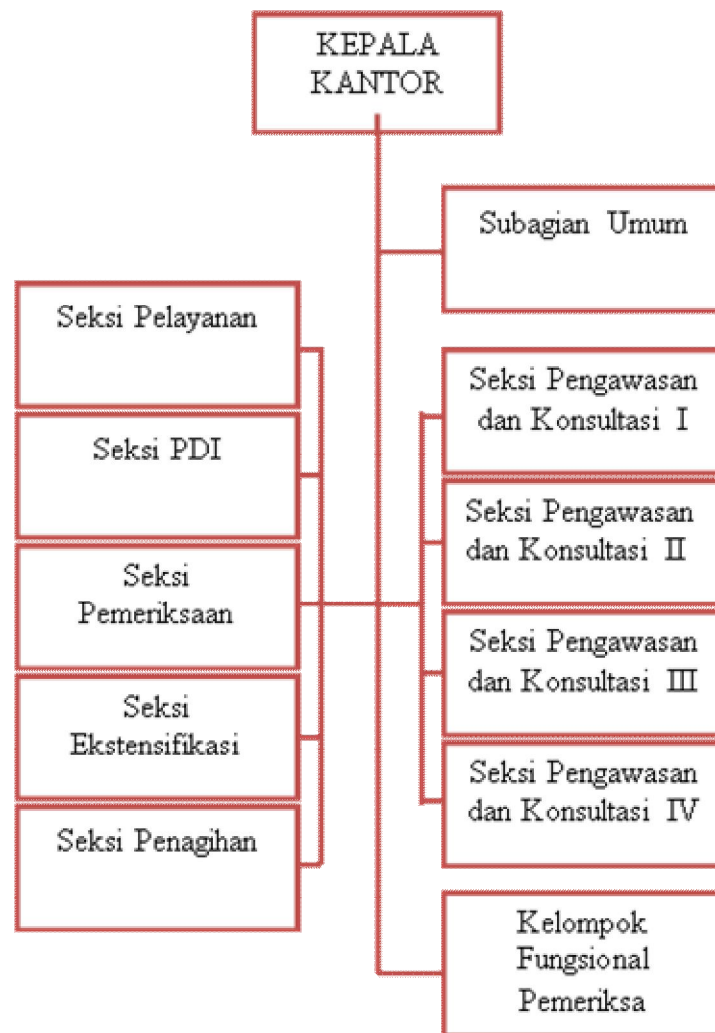 KEPALA
KANTOR
Subagian Umum
Seksi Pelayanan
Seksi PDI
Seksi
Pemeriksaan
Seksi
Ekstensifikasi
Seksi Penagihan
Seksi Pengawasan
dan Konsultasi I
Seksi Pengawasan
dan Konsultasi II
Seksi Pengawasan
dan Konsultasi III
Seksi Pengawasan
dan Konsultasi IV
Kelompok
Fungsional
Pemeriksa